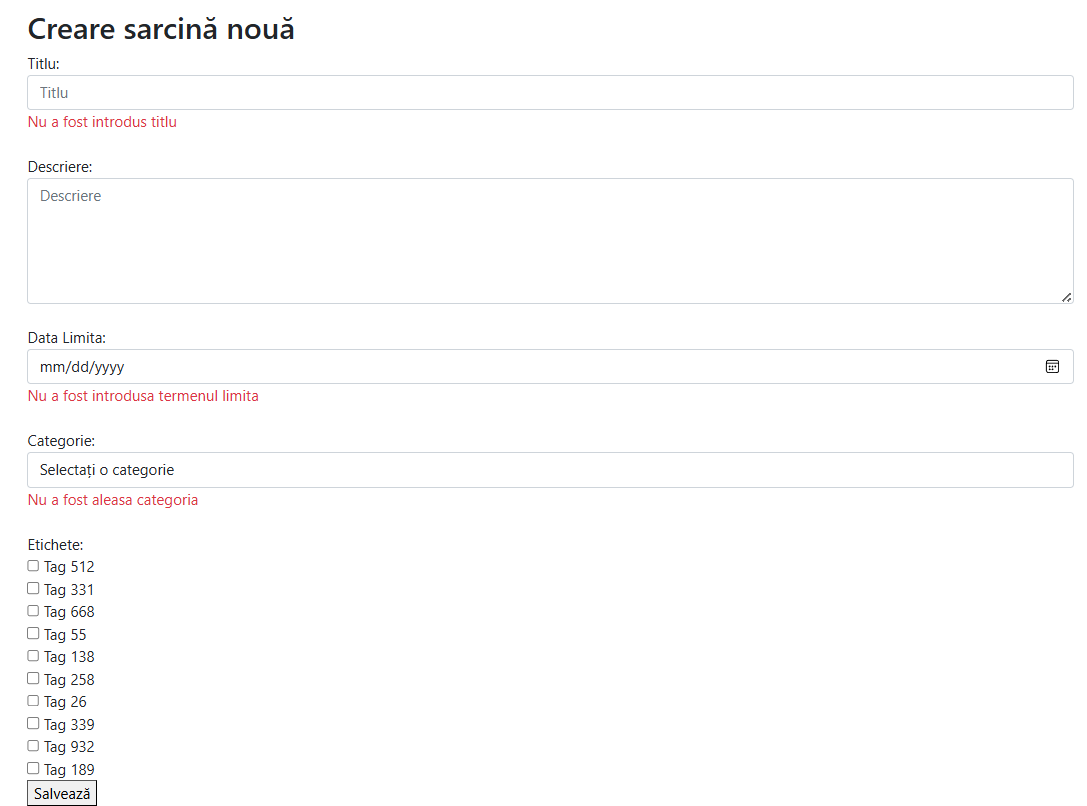 Creare sarcină nouă
Titlu:
Titlu
Nu a fost introdus titlu
Descriere:
Descriere
Data Limita:
mm/dd/yyyy
Nu a fost introdusa termenul limita
Categorie:
Selectați o categorie
Nu a fost aleasa categoria
Etichete:
Tag 512
Tag 331
Tag 668
Tag 55
Tag 138
Tag 258
Tag 26
Tag 339
Tag 932
Tag 189
Salvează